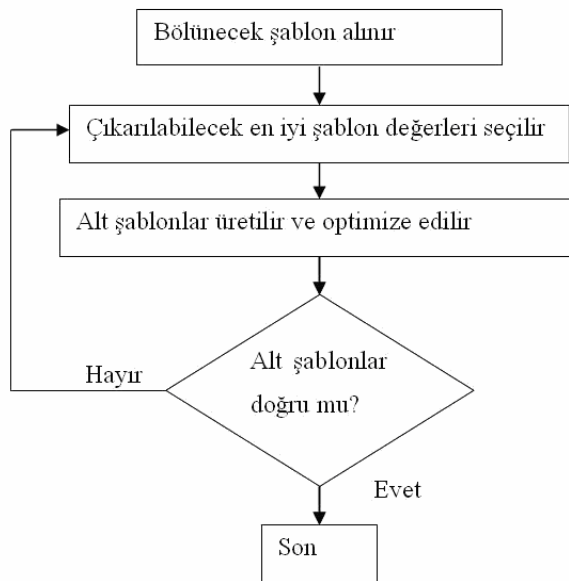 Bölünecek şablon alınır
Çıkarılabilecek en iyi şablon değerleri seçilir
Alt şablonlar üretilir ve optimize edilir
Alt şablonlar
doğru mu?
Hayır
Evet
Son